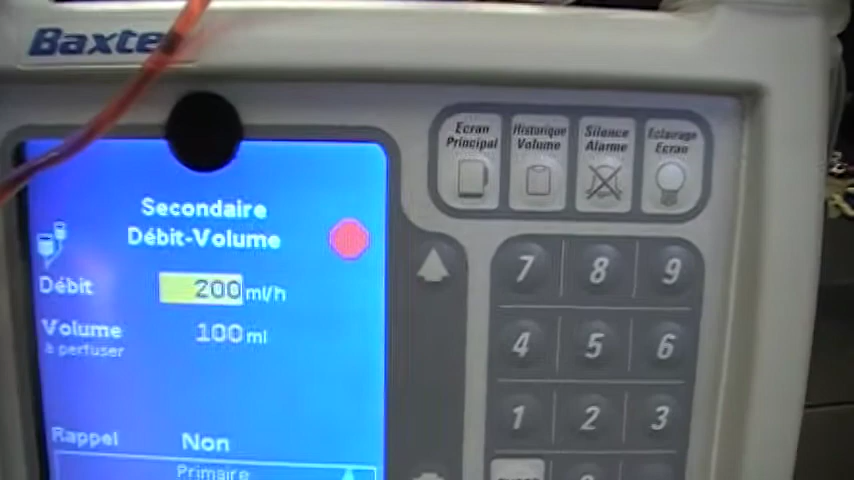 Baxter
Ecran Principal
Historique Volume
Silence Alarme
Eclairage Ecran
Secondaire
Débit-Volume
Débit 200 ml/h
Volume 100 ml
à perfuser
Rappel Non
Primaire
7 8 9
4 5 6
1 2 3